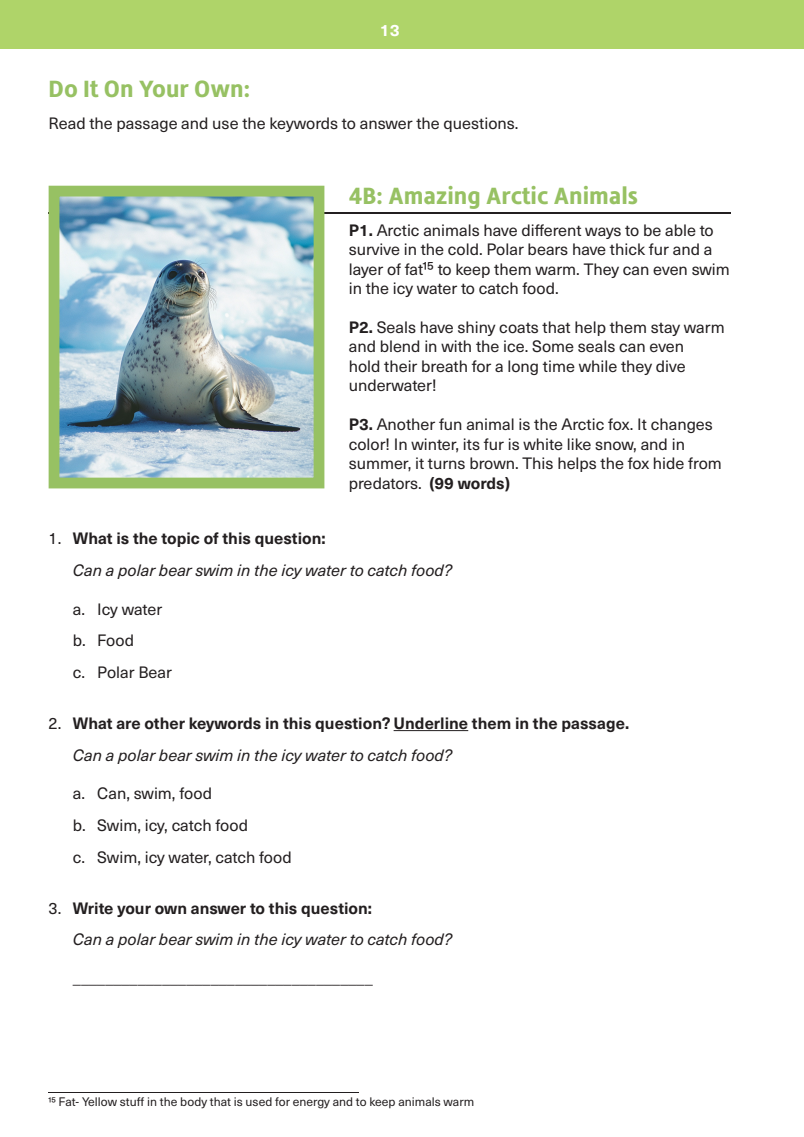 13
Do It On Your Own:
Read the passage and use the keywords to answer the questions.
4B: Amazing Arctic Animals
P1. Arctic animals have different ways to be able to
survive in the cold. Polar bears have thick fur and a
layer of fat¹⁵ to keep them warm. They can even swim
in the icy water to catch food.
P2. Seals have shiny coats that help them stay warm
and blend in with the ice. Some seals can even
hold their breath for a long time while they dive
underwater!
P3. Another fun animal is the Arctic fox. It changes
color! In winter, its fur is white like snow, and in
summer, it turns brown. This helps the fox hide from
predators. (99 words)
1. What is the topic of this question:
Can a polar bear swim in the icy water to catch food?
a. Icy water
b. Food
c. Polar Bear
2. What are other keywords in this question? Underline them in the passage.
Can a polar bear swim in the icy water to catch food?
a. Can, swim, food
b. Swim, icy, catch food
c. Swim, icy water, catch food
3. Write your own answer to this question:
Can a polar bear swim in the icy water to catch food?
¹⁵ Fat- Yellow stuff in the body that is used for energy and to keep animals warm